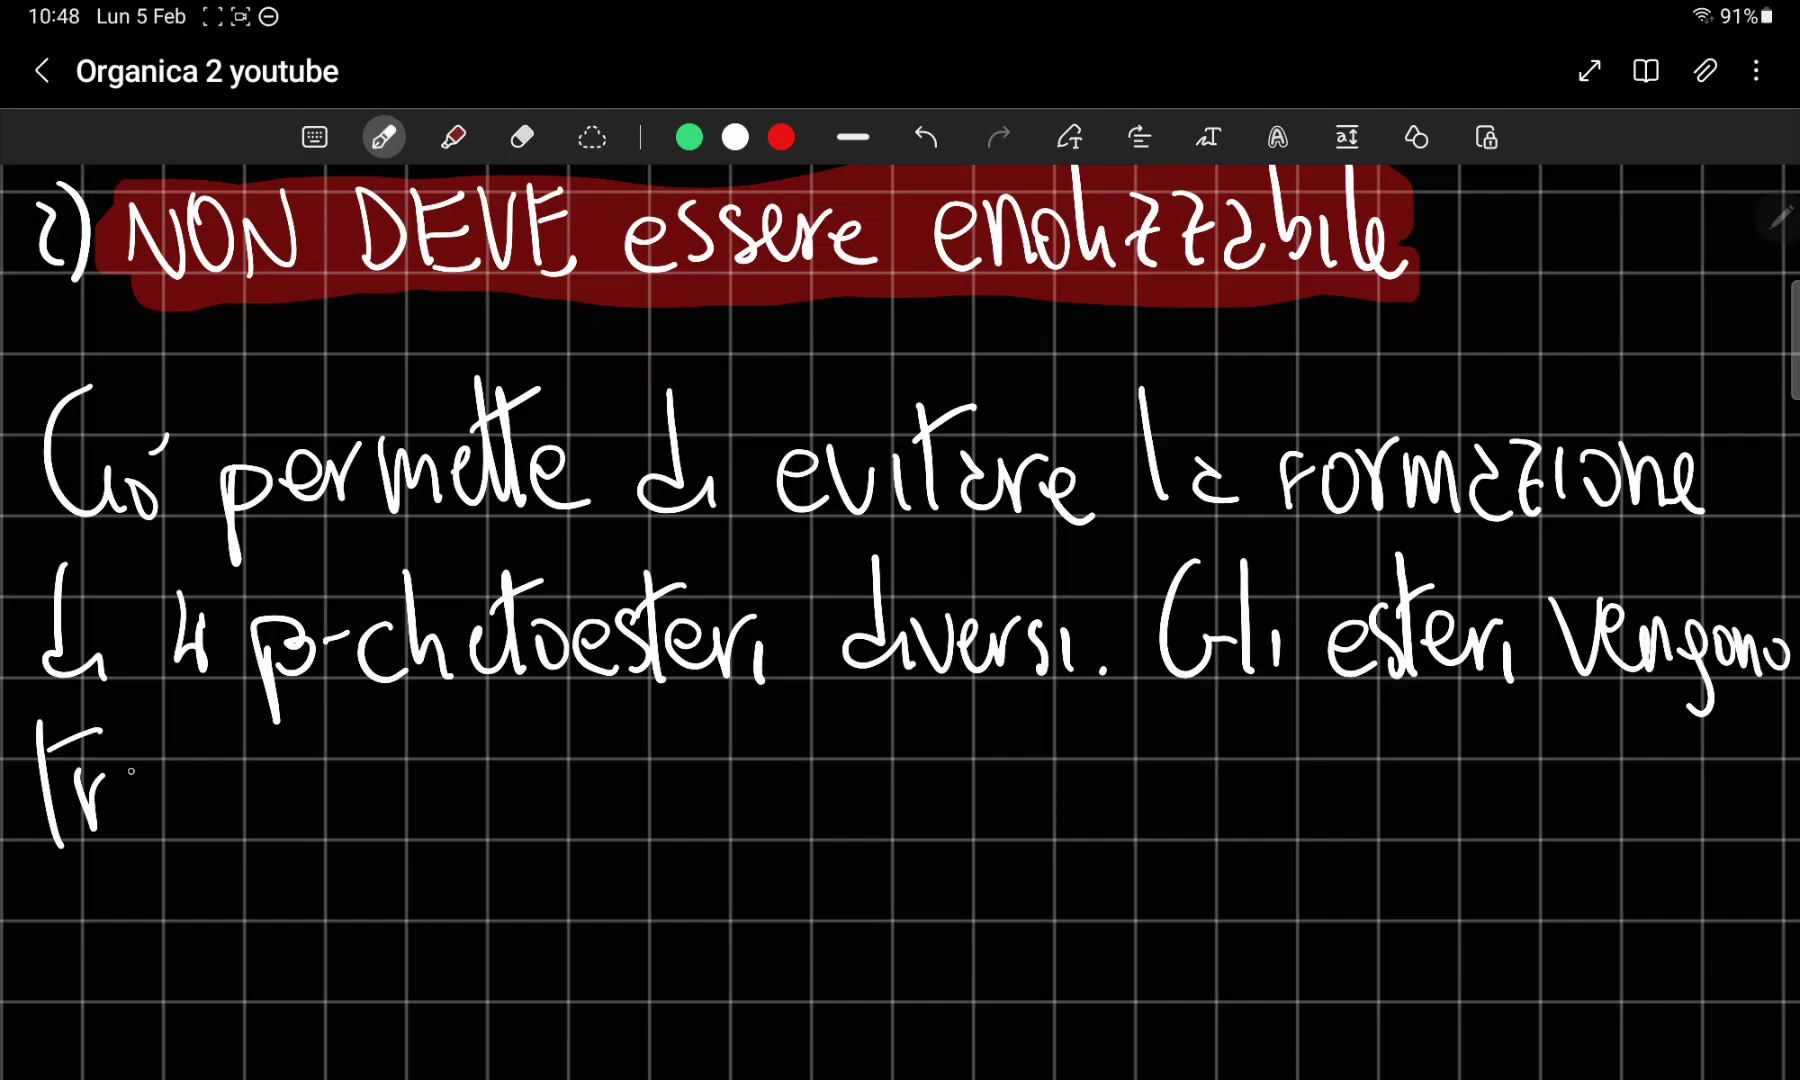 10:48 Lun 5 Feb 91%
Organica 2 youtube
2) NON DEVE essere enolizzabile
Ciò permette di evitare la formazione
di 4 β-chetoesteri diversi. Gli esteri vengono
Tr